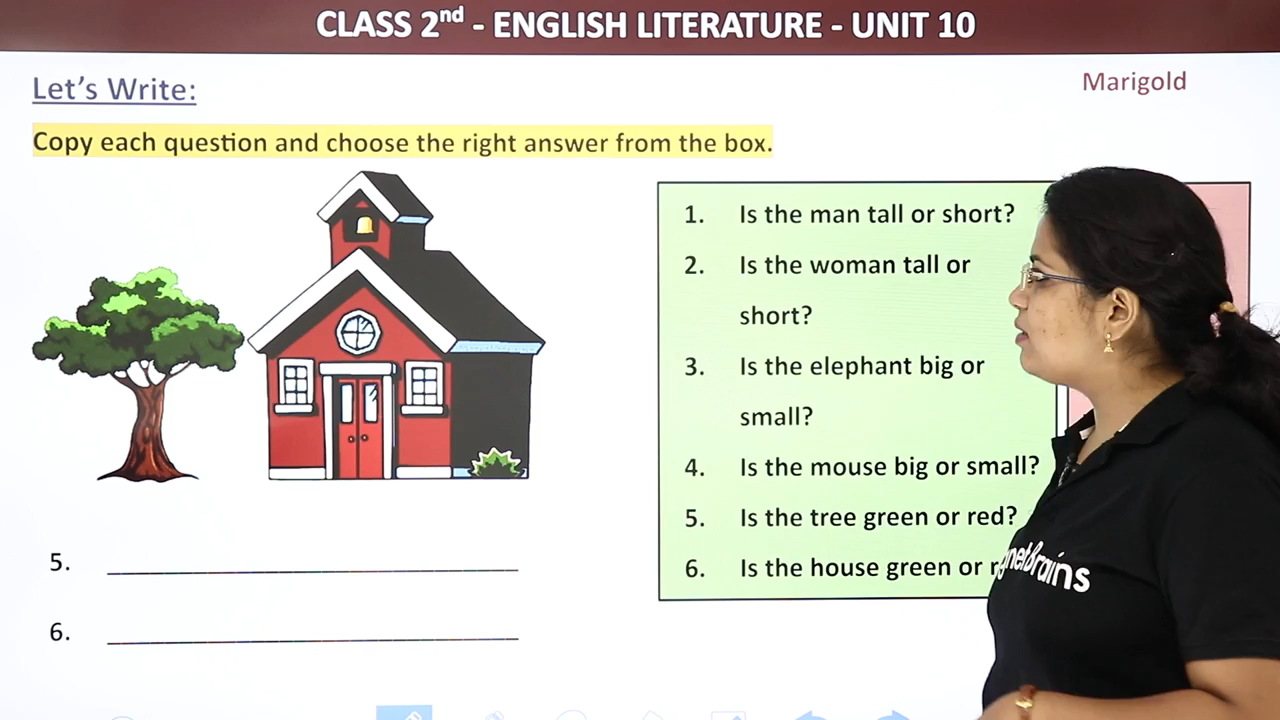 CLASS 2nd - ENGLISH LITERATURE - UNIT 10
Let's Write:
Marigold
Copy each question and choose the right answer from the box.
1. Is the man tall or short?
2. Is the woman tall or
short?
3. Is the elephant big or
small?
4. Is the mouse big or small?
5. Is the tree green or red?
6. Is the house green or
5.
6.